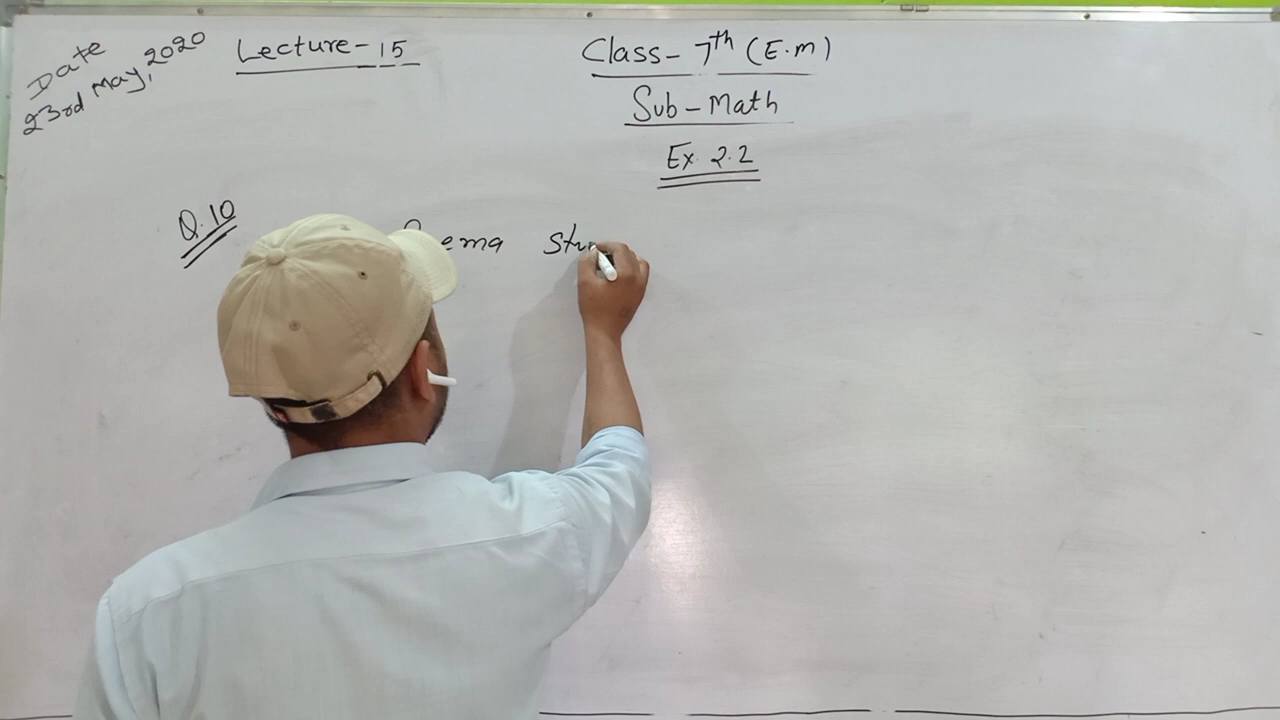 Date
23rd May, 2020
Lecture-15
Class- 7th (E.m)
Sub-Math
Ex. 2.2
Q.10